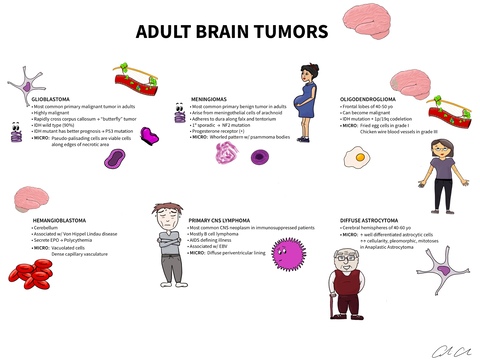 ADULT BRAIN TUMORS
GLIOBLASTOMA
• Most common primary malignant tumor in adults
• Highly malignant
• Rapidly cross corpus callosum → "butterfly" tumor
• IDH wild type (90%)
• IDH mutant has better prognosis + P53 mutation
• MICRO: Pseudo-palisading cells are viable cells
along edges of necrotic area
MENINGIOMAS
• Most common primary benign tumor in adults
• Arise from meningothelial cells of arachnoid
• Adheres to dura along falx and tentorium
• 1° sporadic → NF2 mutation
• Progesterone receptor (+)
• MICRO: Whorled pattern w/ psammoma bodies
OLIGODENDROGLIOMA
• Frontal lobes of 40-50 yo
• Can become malignant
• IDH mutation + 1p/19q codeletion
• MICRO: Fried egg cells in grade II
Chicken wire blood vessels in grade III
HEMANGIOBLASTOMA
• Cerebellum
• Associated w/ Von Hippel Lindau disease
• Secrete EPO → Polycythemia
• MICRO: Vacuolated cells
Dense capillary vasculature
PRIMARY CNS LYMPHOMA
• Most common CNS neoplasm in immunosuppressed patients
• Mostly B cell lymphoma
• AIDS defining illness
• Associated w/ EBV
• MICRO: Diffuse periventricular lining
DIFFUSE ASTROCYTOMA
• Cerebral hemispheres of 40-60 yo
• MICRO: + well differentiated astrocytic cells
++ cellularity, pleomorphic, mitotoses
in Anaplastic Astrocytoma